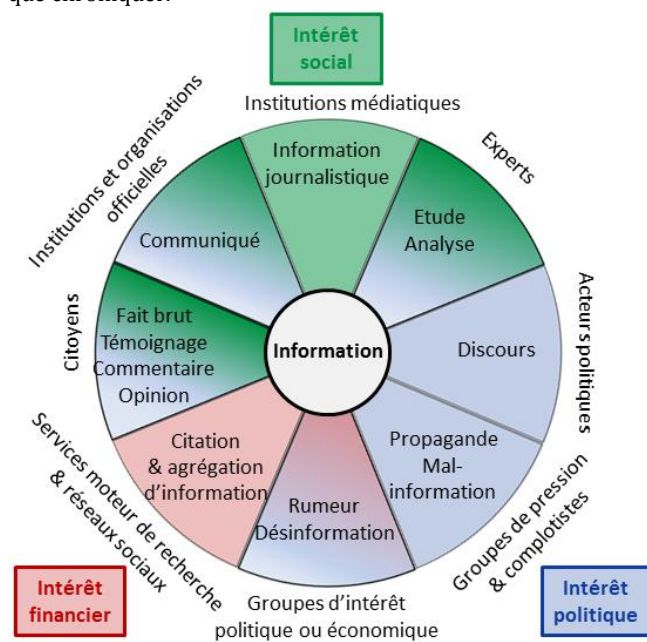 que chroniquer.
Intérêt
social
Institutions médiatiques
Institutions et organisations
officielles
Experts
Information
journalistique
Communiqué
Etude
Analyse
Citoyens
Fait brut
Témoignage
Commentaire
Opinion
Information
Discours
Acteurs politiques
Citation
& agrégation
d’information
Rumeur
Désinformation
Propagande
Mal-
information
Services moteur de recherche
& réseaux sociaux
Groupes de pression
& complotistes
Intérêt
financier
Groupes d’intérêt
politique ou économique
Intérêt
politique